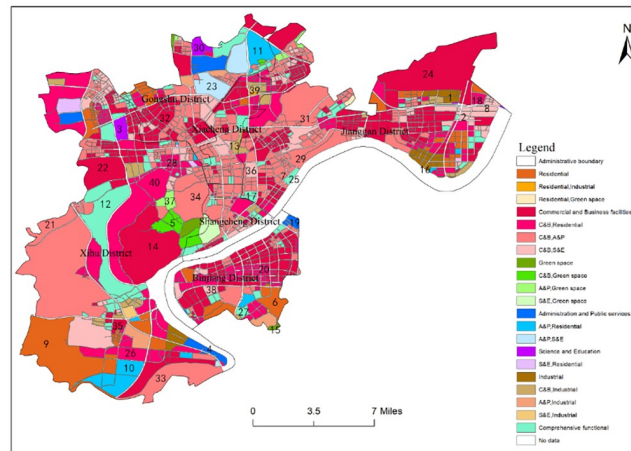 N
30
11
24
23
39
1
18
Gongshu District
8
32
2
3
Xiacheng District
31
Jianggan District
13
28
29
16
22
36
7
25
40
12
37
34
17
21
5
Shangcheng District
19
14
Xihu District
20
Binjiang District
38
6
27
15
35
9
26
4
10
33
0 3.5 7 Miles
Legend
Administrative boundary
Residential
Residential,Industrial
Residential,Green space
Commercial and Business facilities
C&B,Residential
C&B,A&P
C&B,S&E
Green space
C&B,Green space
A&P,Green space
S&E,Green space
Administration and Public services
A&P,Residential
A&P,S&E
Science and Education
S&E,Residential
Industrial
C&B,Industrial
A&P,Industrial
S&E,Industrial
Comprehensive functional
No data